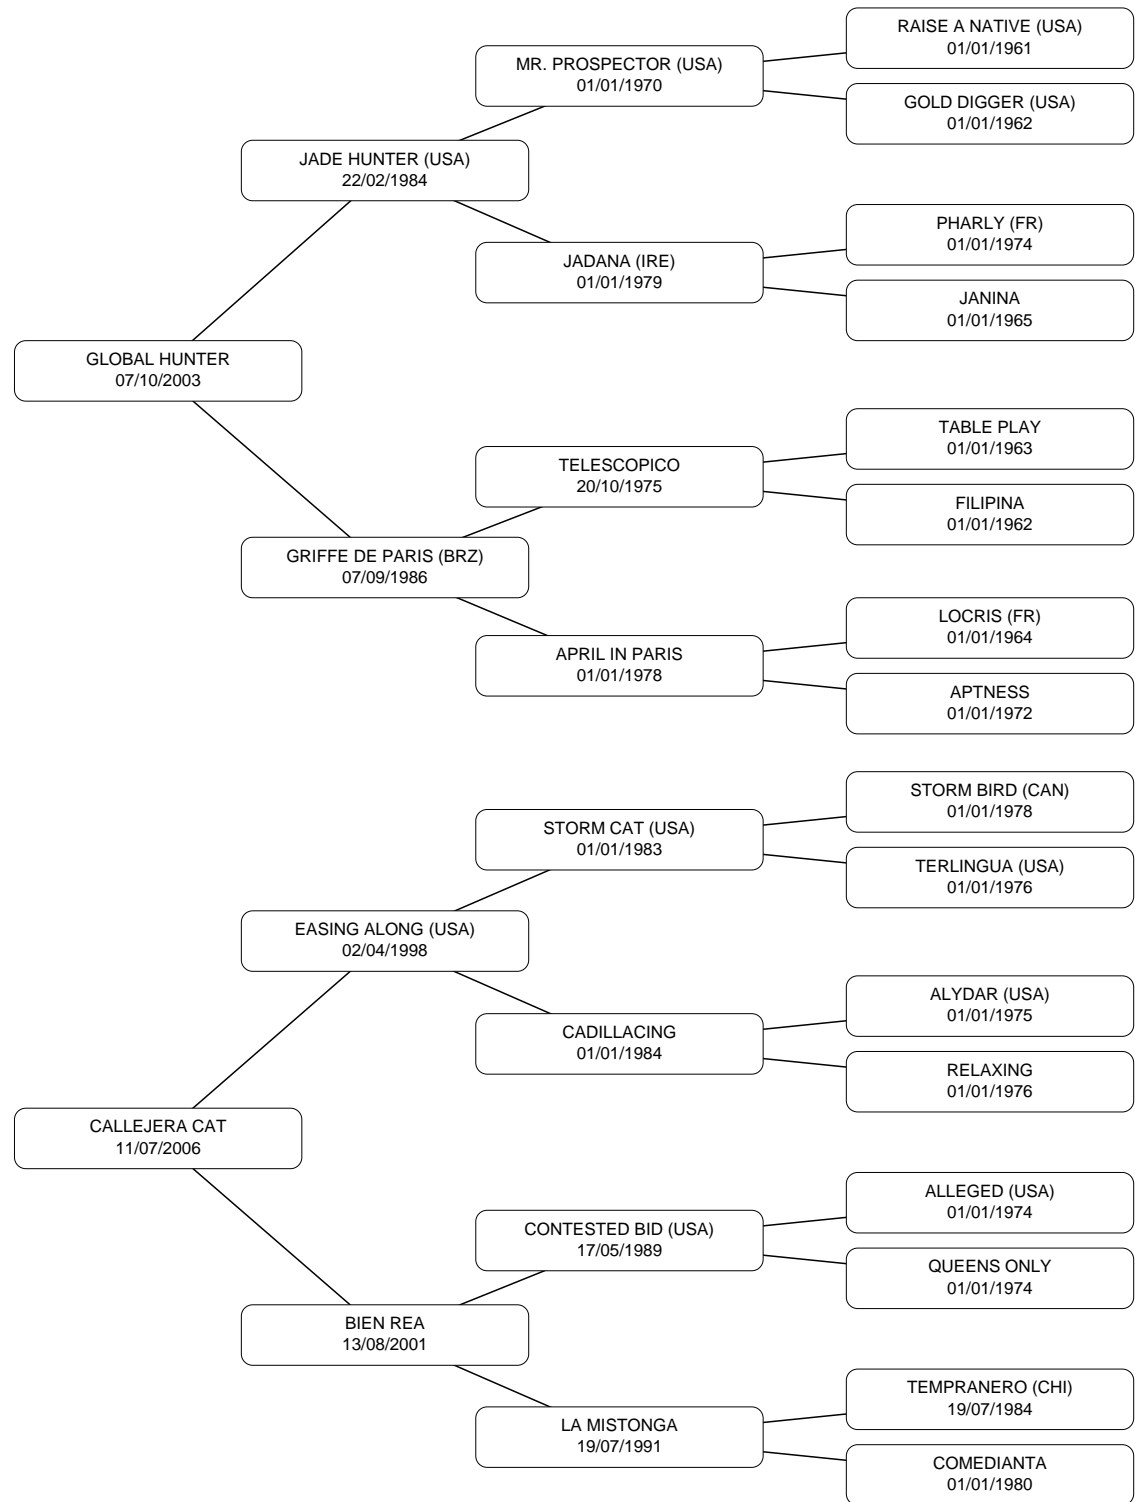 RAISE A NATIVE (USA)
01/01/1961
MR. PROSPECTOR (USA)
01/01/1970
GOLD DIGGER (USA)
01/01/1962
JADE HUNTER (USA)
22/02/1984
PHARLY (FR)
01/01/1974
JADANA (IRE)
01/01/1979
JANINA
01/01/1965
GLOBAL HUNTER
07/10/2003
TABLE PLAY
01/01/1963
TELESCOPICO
20/10/1975
FILIPINA
01/01/1962
GRIFFE DE PARIS (BRZ)
07/09/1986
LOCRIS (FR)
01/01/1964
APRIL IN PARIS
01/01/1978
APTNESS
01/01/1972
STORM BIRD (CAN)
01/01/1978
STORM CAT (USA)
01/01/1983
TERLINGUA (USA)
01/01/1976
EASING ALONG (USA)
02/04/1998
ALYDAR (USA)
01/01/1975
CADILLACING
01/01/1984
RELAXING
01/01/1976
CALLEJERA CAT
11/07/2006
ALLEGED (USA)
01/01/1974
CONTESTED BID (USA)
17/05/1989
QUEENS ONLY
01/01/1974
BIEN REA
13/08/2001
TEMPRANERO (CHI)
19/07/1984
LA MISTONGA
19/07/1991
COMEDIANTA
01/01/1980